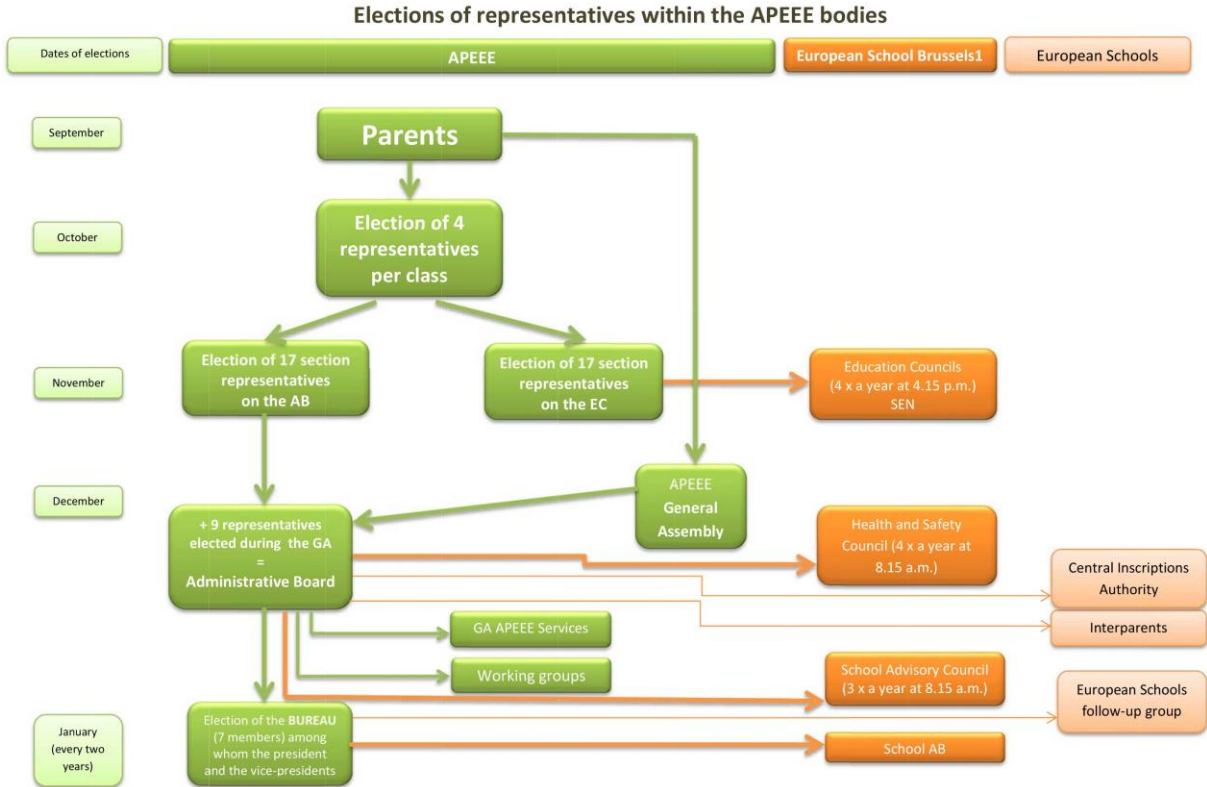 Elections of representatives within the APEEE bodies
Dates of elections
APEEE
European School Brussels1
European Schools
September
Parents
October
Election of 4
representatives
per class
November
Election of 17 section
representatives
on the AB
Election of 17 section
representatives
on the EC
Education Councils
(4 x a year at 4.15 p.m.)
SEN
December
APEEE
General
Assembly
+ 9 representatives
elected during the GA
=
Administrative Board
Health and Safety
Council (4 x a year at
8.15 a.m.)
Central Inscriptions
Authority
Interparents
GA APEEE Services
Working groups
School Advisory Council
(3 x a year at 8.15 a.m.)
European Schools
follow-up group
January
(every two
years)
Election of the BUREAU
(7 members) among
whom the president
and the vice-presidents
School AB